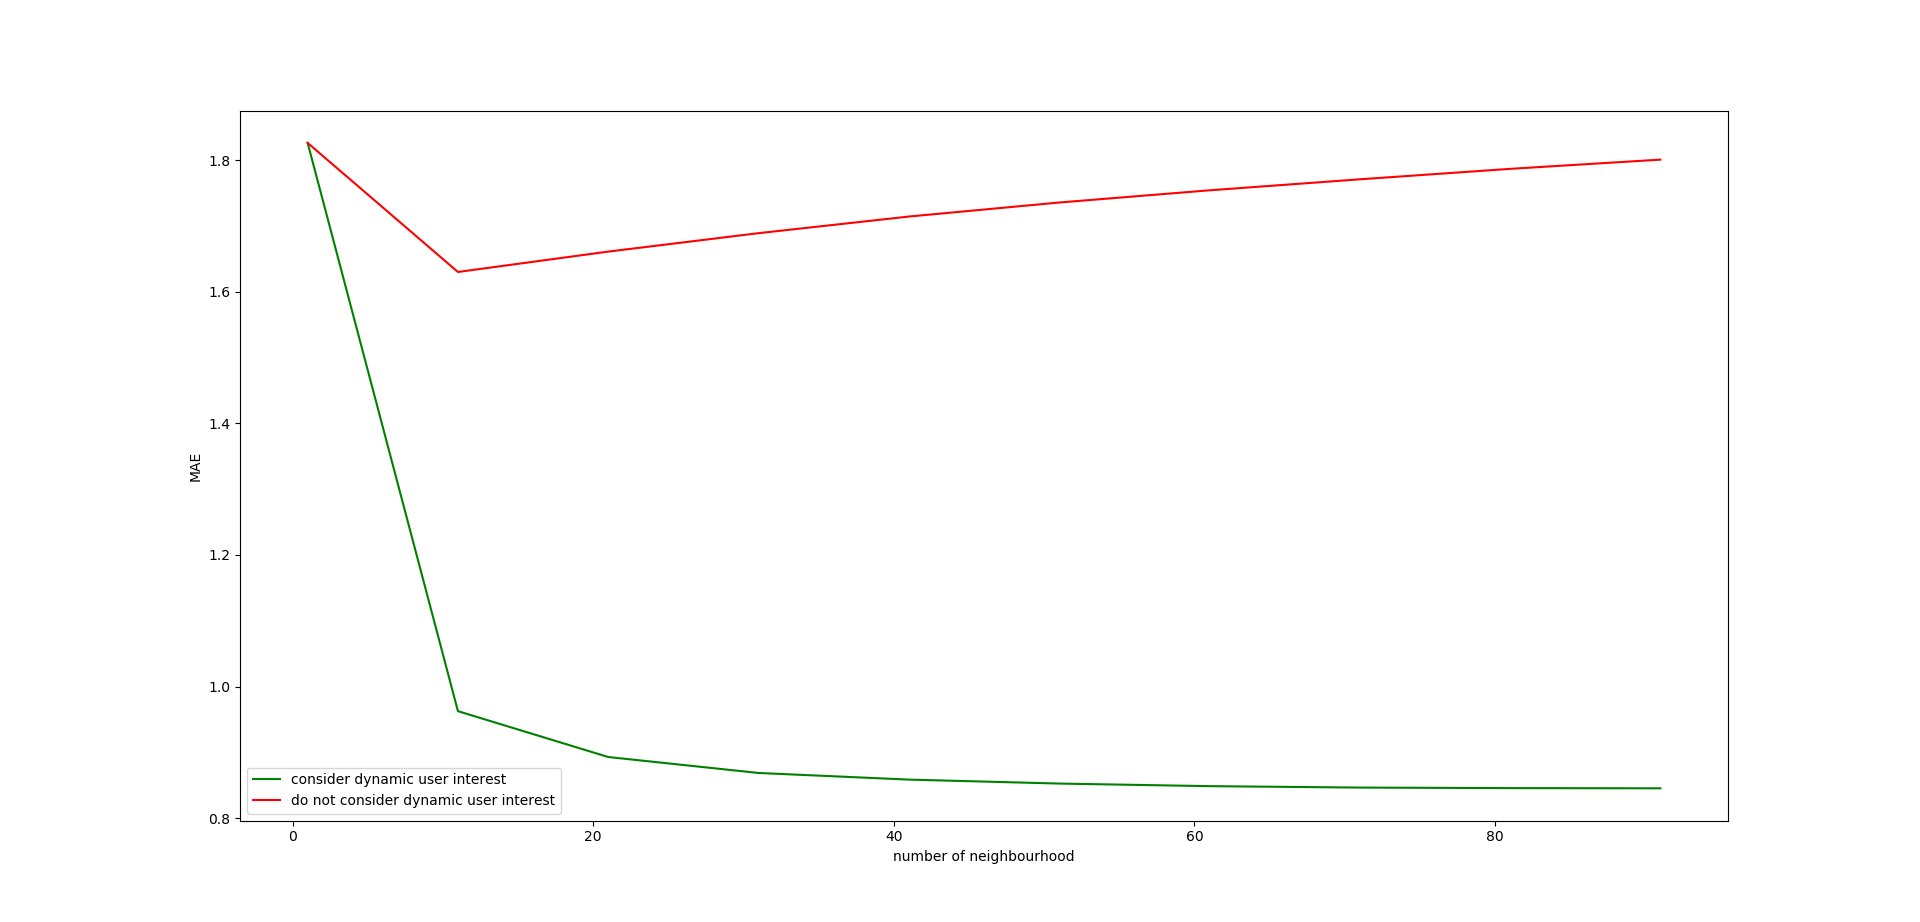 1.8
1.6
1.4
1.2
1.0
0.8
MAE
consider dynamic user interest
do not consider dynamic user interest
0 20 40 60 80
number of neighbourhood